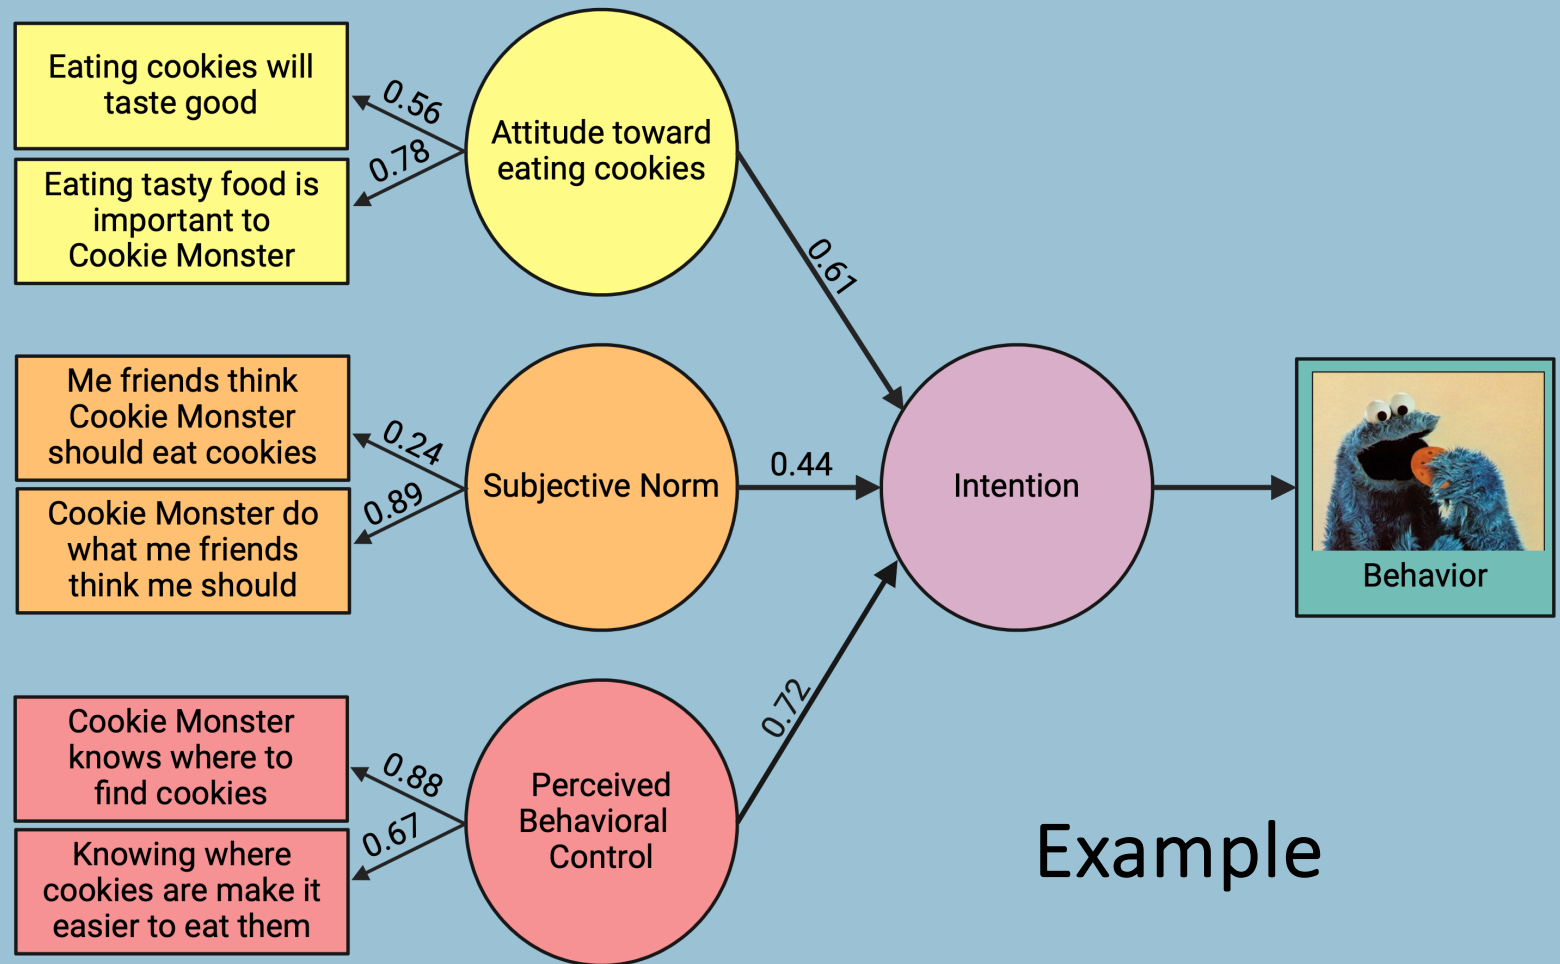 Eating cookies will
taste good
0.56
0.78
Eating tasty food is
important to
Cookie Monster
Attitude toward
eating cookies
0.61
Me friends think
Cookie Monster
should eat cookies
0.24
0.89
Cookie Monster do
what me friends
think me should
Subjective Norm
0.44
Intention
Behavior
Cookie Monster
knows where to
find cookies
0.88
0.67
Knowing where
cookies are make it
easier to eat them
Perceived
Behavioral
Control
0.72
Example